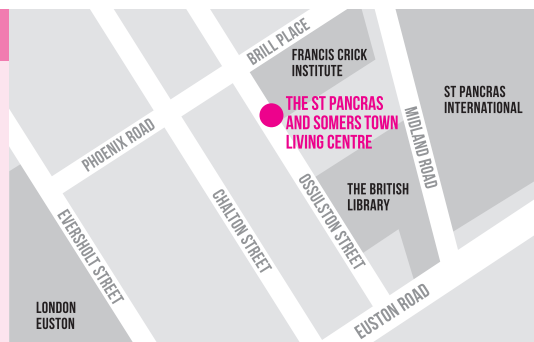 BRILL PLACE
FRANCIS CRICK
INSTITUTE
ST PANCRAS
INTERNATIONAL
THE ST PANCRAS
AND SOMERS TOWN
LIVING CENTRE
MIDLAND ROAD
PHOENIX ROAD
THE BRITISH
LIBRARY
OSSULSTON STREET
CHALTON STREET
EVERSHOLT STREET
EUSTON ROAD
LONDON
EUSTON